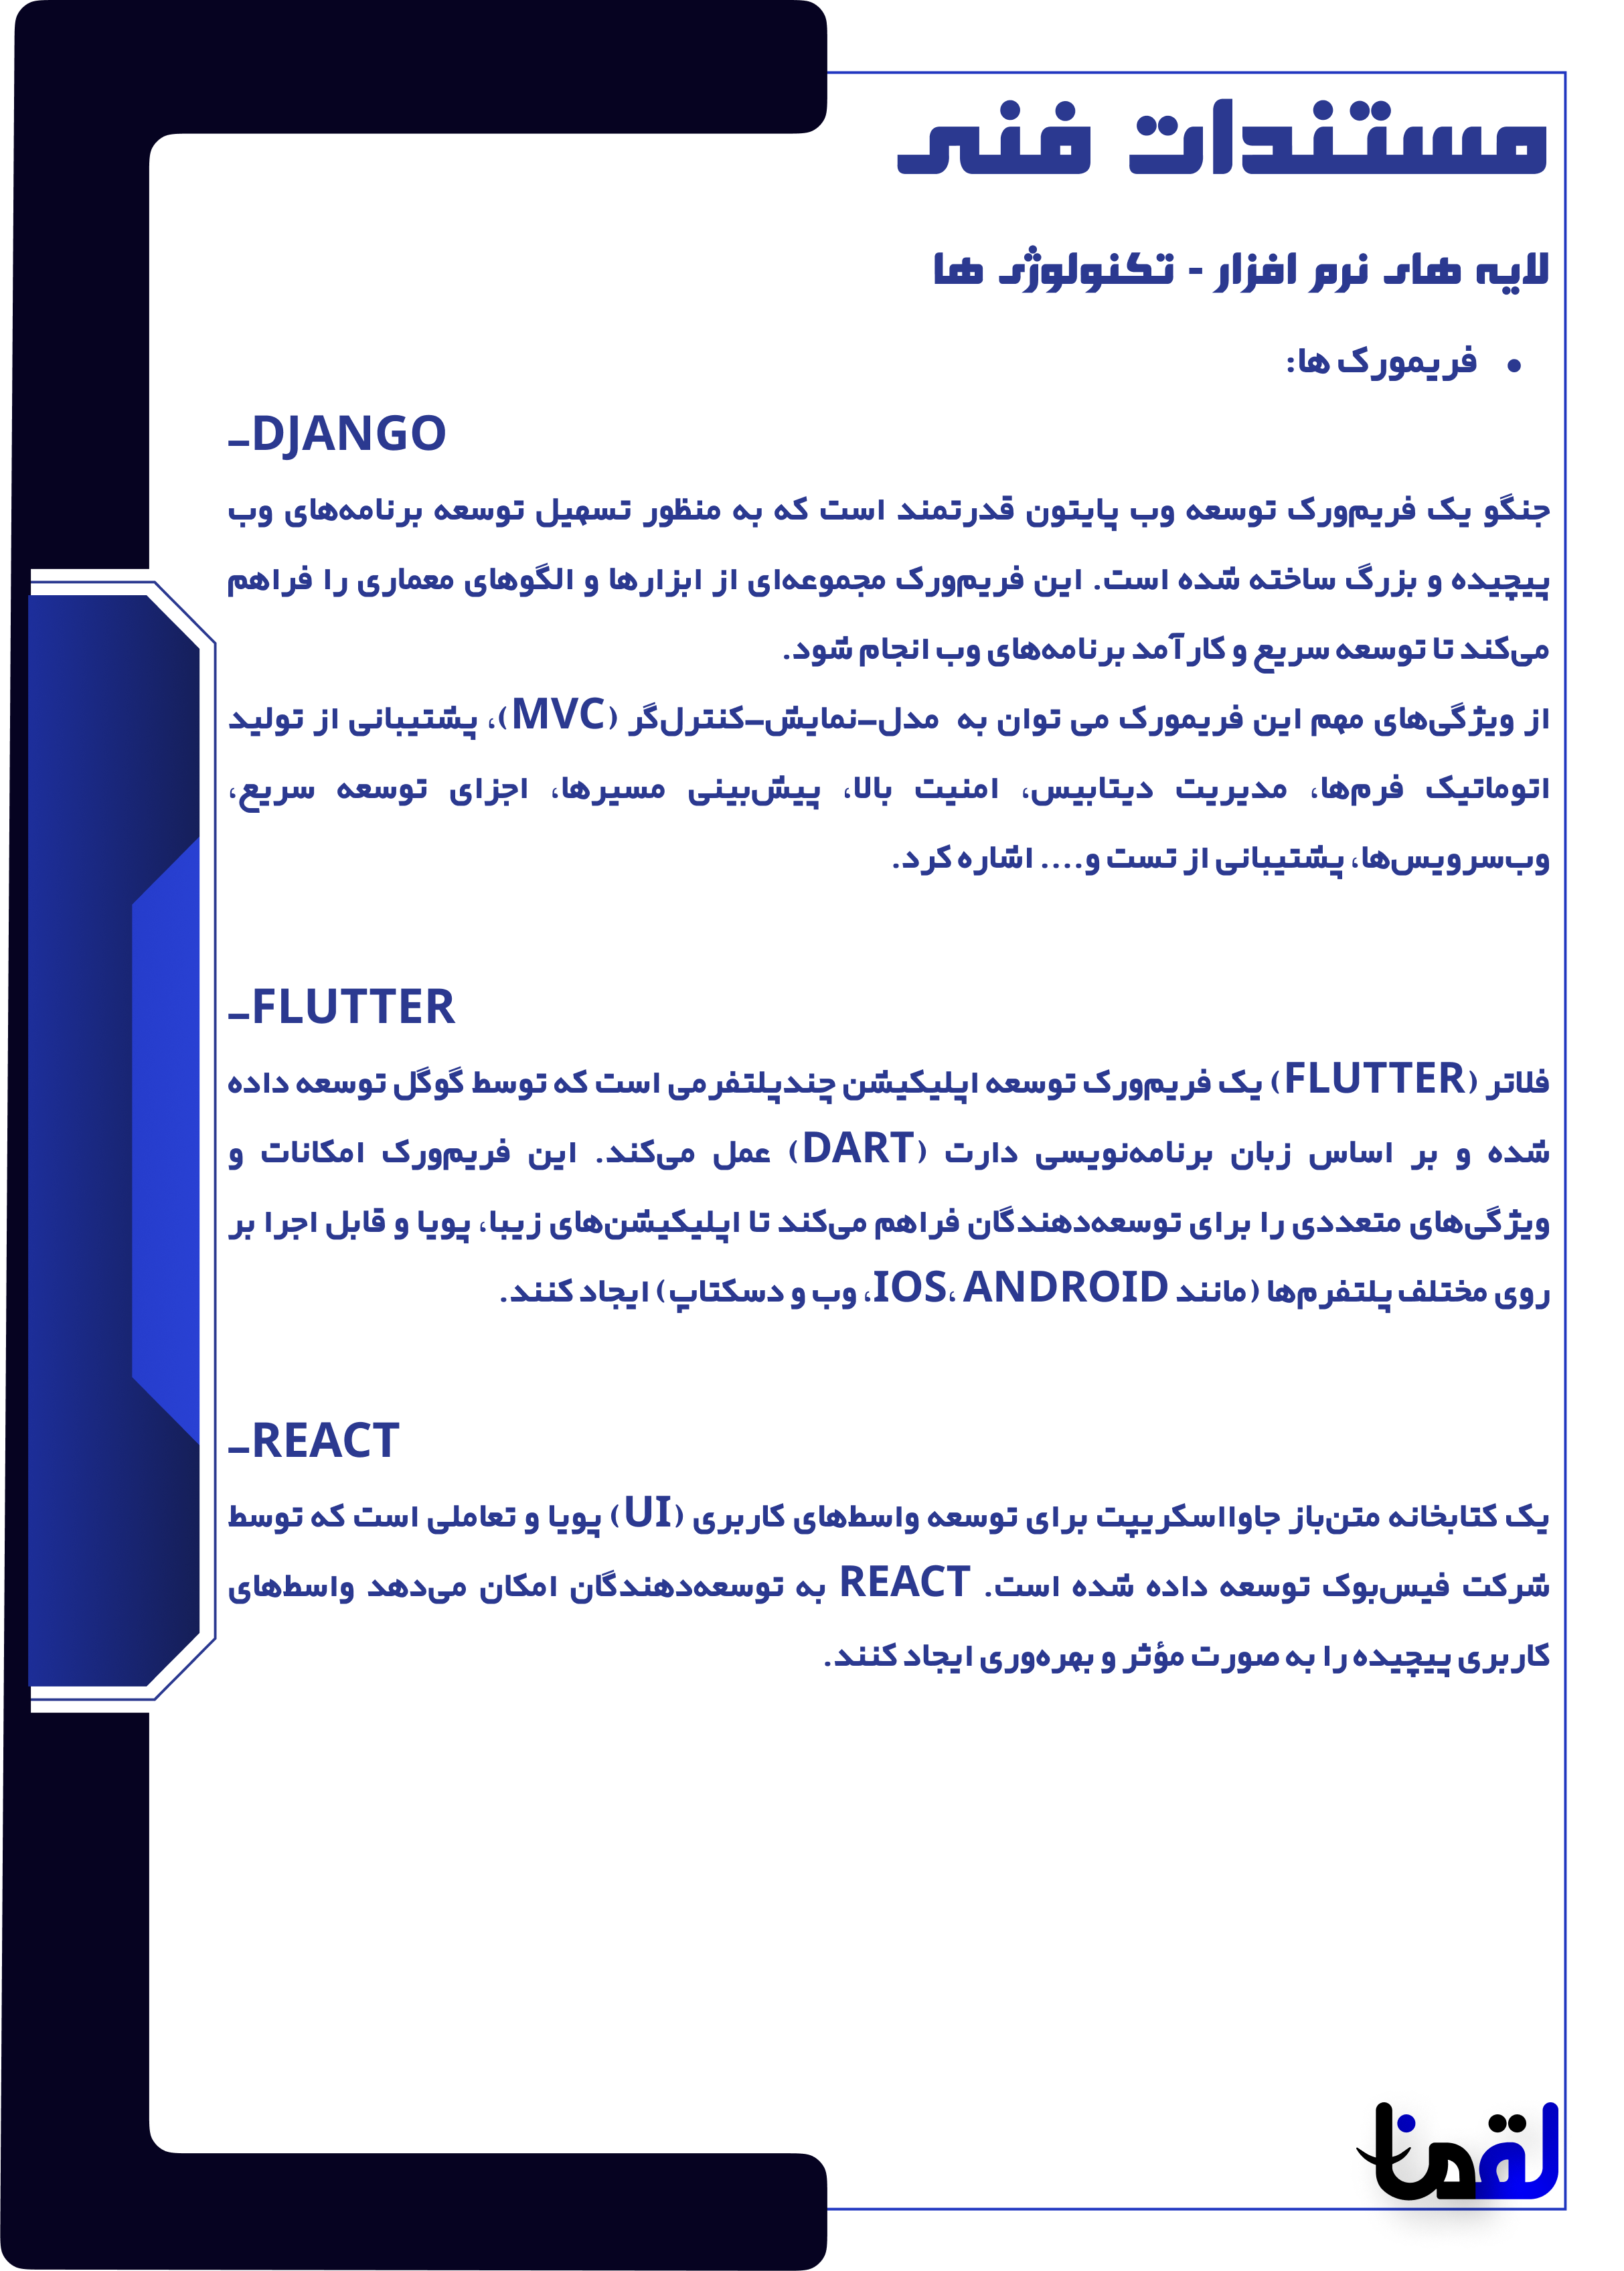 مستندات فنی
لایه های نرم افزار - تکنولوژی ها
• فریمورک ها:
–DJANGO
جنگو یک فریم‌ورک توسعه وب پایتون قدرتمند است که به منظور تسهیل توسعه برنامه‌های وب
پیچیده و بزرگ ساخته شده است. این فریم‌ورک مجموعه‌ای از ابزارها و الگوهای معماری را فراهم
می‌کند تا توسعه سریع و کارآمد برنامه‌های وب انجام شود.
از ویژگی‌های مهم این فریمورک می توان به مدل–نمایش–کنترل‌گر (MVC)، پشتیبانی از تولید
اتوماتیک فرم‌ها، مدیریت دیتابیس، امنیت بالا، پیش‌بینی مسیرها، اجزای توسعه سریع،
وب‌سرویس‌ها، پشتیبانی از تست و.... اشاره کرد.
–FLUTTER
فلاتر (FLUTTER) یک فریم‌ورک توسعه اپلیکیشن چندپلتفرمی است که توسط گوگل توسعه داده
شده و بر اساس زبان برنامه‌نویسی دارت (DART) عمل می‌کند. این فریم‌ورک امکانات و
ویژگی‌های متعددی را برای توسعه‌دهندگان فراهم می‌کند تا اپلیکیشن‌های زیبا، پویا و قابل اجرا بر
روی مختلف پلتفرم‌ها (مانند IOS، ANDROID، وب و دسکتاپ) ایجاد کنند.
–REACT
یک کتابخانه متن‌باز جاوااسکریپت برای توسعه واسط‌های کاربری (UI) پویا و تعاملی است که توسط
شرکت فیس‌بوک توسعه داده شده است. REACT به توسعه‌دهندگان امکان می‌دهد واسط‌های
کاربری پیچیده را به صورت مؤثر و بهره‌وری ایجاد کنند.